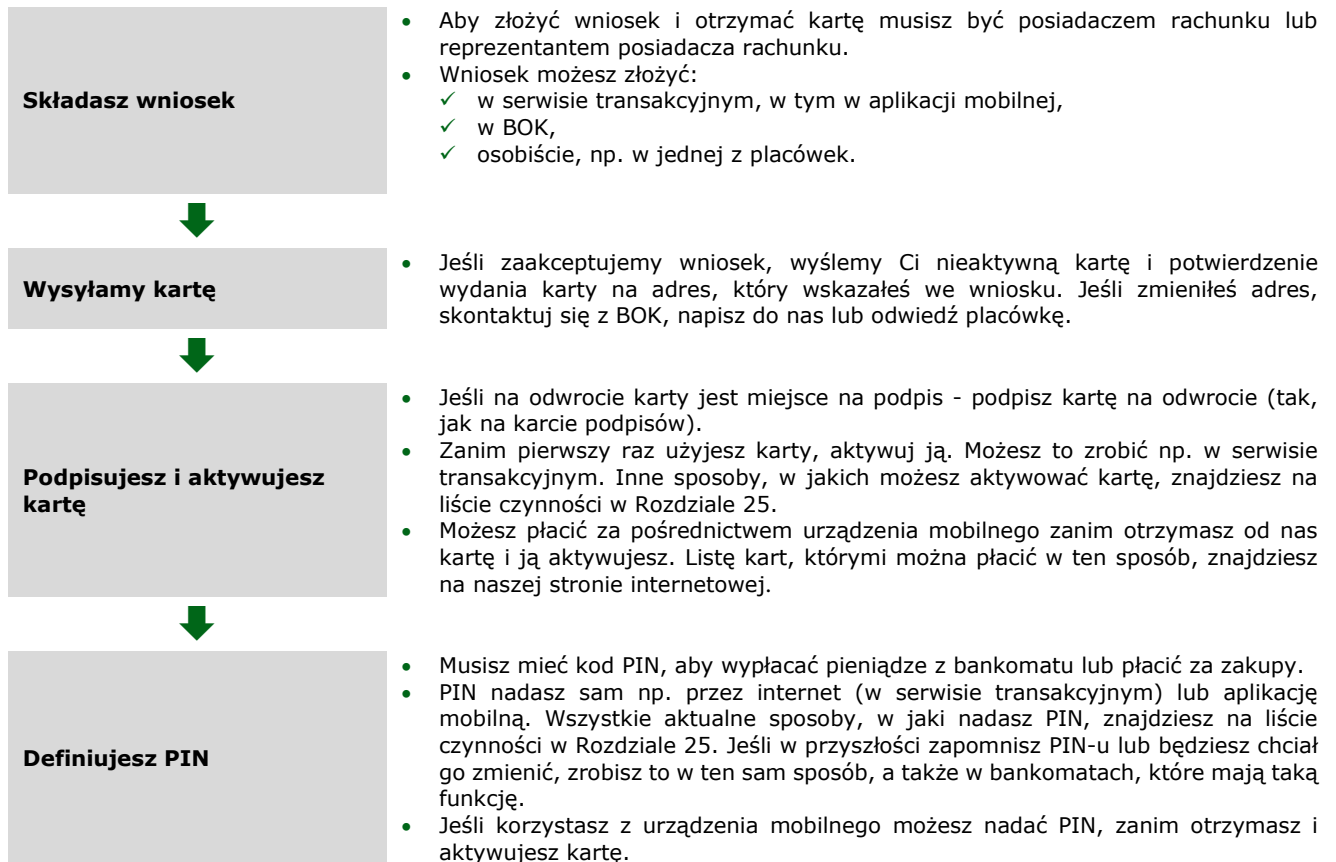 Składasz wniosek
• Aby złożyć wniosek i otrzymać kartę musisz być posiadaczem rachunku lub
reprezentantem posiadacza rachunku.
• Wniosek możesz złożyć:
✓ w serwisie transakcyjnym, w tym w aplikacji mobilnej,
✓ w BOK,
✓ osobiście, np. w jednej z placówek.
Wysyłamy kartę
• Jeśli zaakceptujemy wniosek, wyślemy Ci nieaktywną kartę i potwierdzenie
wydania karty na adres, który wskazałeś we wniosku. Jeśli zmieniłeś adres,
skontaktuj się z BOK, napisz do nas lub odwiedź placówkę.
Podpisujesz i aktywujesz
kartę
• Jeśli na odwrocie karty jest miejsce na podpis - podpisz kartę na odwrocie (tak,
jak na karcie podpisów).
• Zanim pierwszy raz użyjesz karty, aktywuj ją. Możesz to zrobić np. w serwisie
transakcyjnym. Inne sposoby, w jakich możesz aktywować kartę, znajdziesz na
liście czynności w Rozdziale 25.
• Możesz płacić za pośrednictwem urządzenia mobilnego zanim otrzymasz od nas
kartę i ją aktywujesz. Listę kart, którymi można płacić w ten sposób, znajdziesz
na naszej stronie internetowej.
Definiujesz PIN
• Musisz mieć kod PIN, aby wypłacać pieniądze z bankomatu lub płacić za zakupy.
• PIN nadasz sam np. przez internet (w serwisie transakcyjnym) lub aplikację
mobilną. Wszystkie aktualne sposoby, w jaki nadasz PIN, znajdziesz na liście
czynności w Rozdziale 25. Jeśli w przyszłości zapomnisz PIN-u lub będziesz chciał
go zmienić, zrobisz to w ten sam sposób, a także w bankomatach, które mają taką
funkcję.
• Jeśli korzystasz z urządzenia mobilnego możesz nadać PIN, zanim otrzymasz i
aktywujesz kartę.